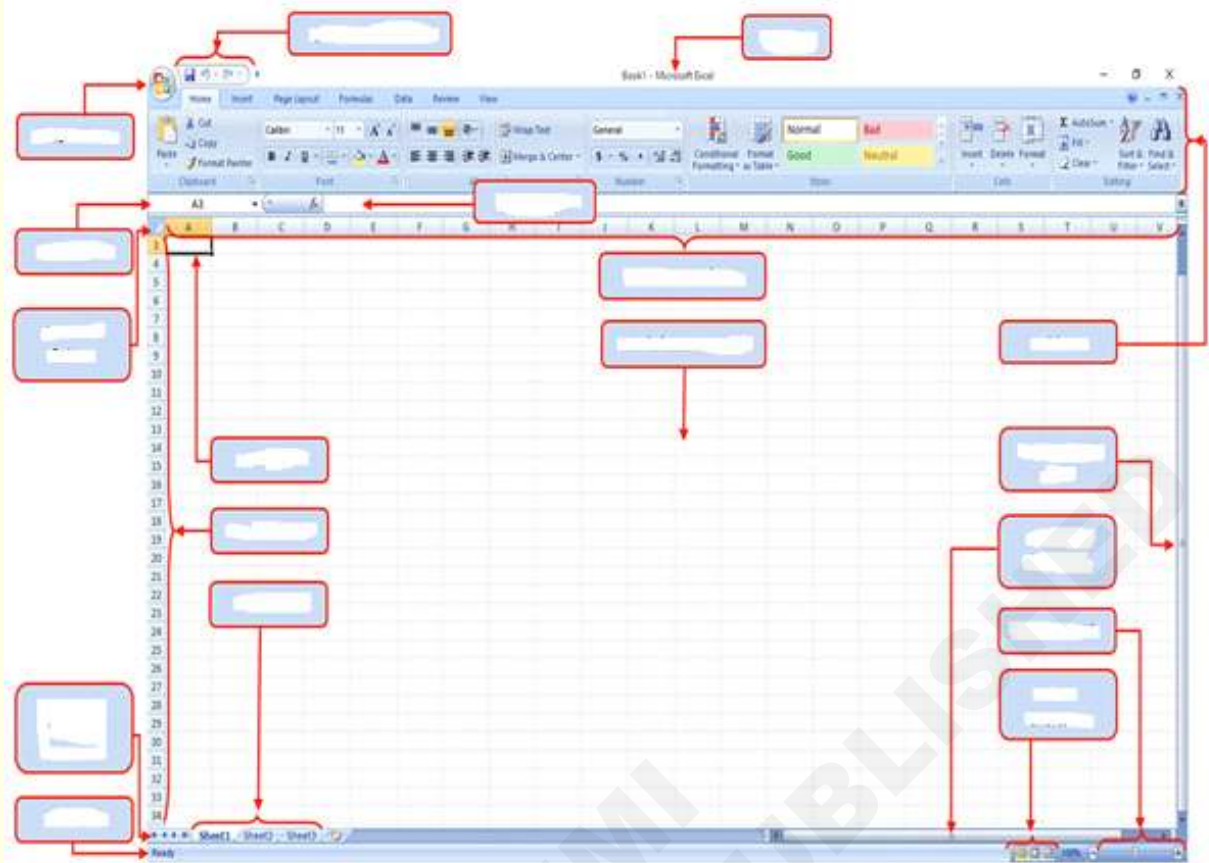 Book1 - Microsoft Excel
Home Insert Page Layout Formulas Data Review View
Cut
Copy
Paste
Format Painter
Clipboard
Calibri 11
B I U
Font
Wrap Text
Merge & Center
General
$ % ,
Number
Conditional Formatting
Format as Table
Normal Bad
Good Neutral
Styles
Insert Delete Format
Cells
AutoSum
Fill
Clear
Sort & Filter
Find & Select
Editing
A3 fx
A B C D E F G H I J K L M N O P Q R S T U V
3
4
5
6
7
8
9
10
11
12
13
14
15
16
17
18
19
20
21
22
23
24
25
26
27
28
29
30
31
32
33
34
Sheet1 Sheet2 Sheet3
Ready
100%